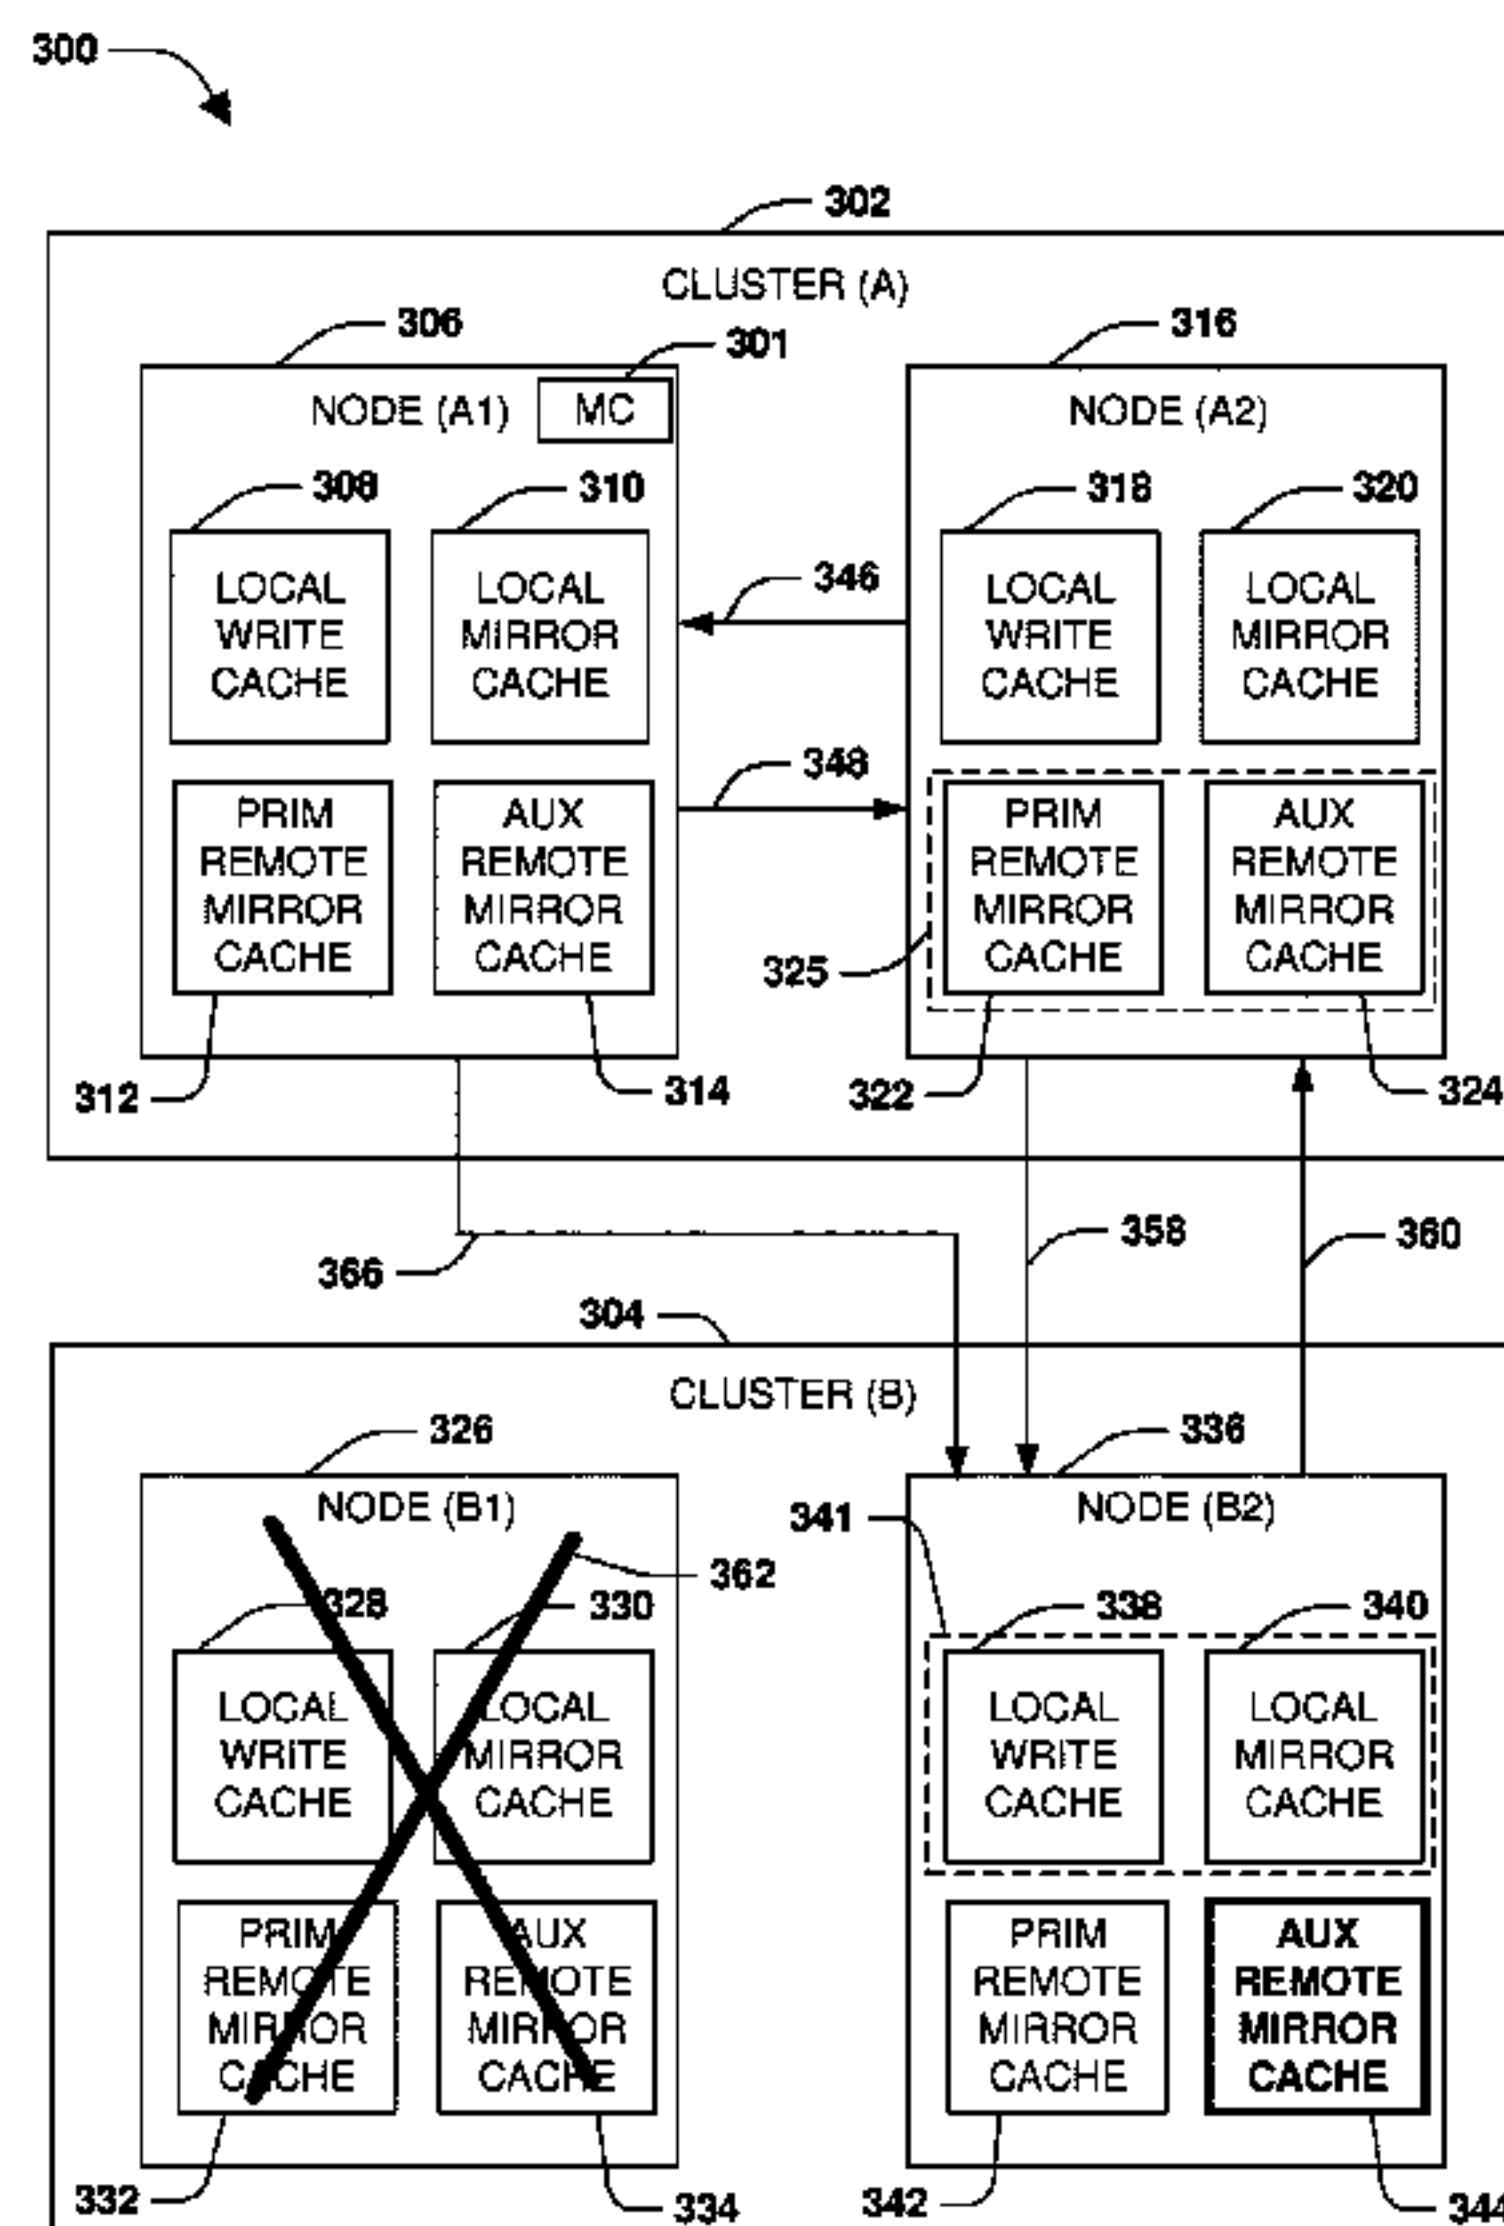 300
302
CLUSTER (A)
306
301
316
NODE (A1)
MC
NODE (A2)
308
310
318
320
LOCAL
WRITE
CACHE
LOCAL
MIRROR
CACHE
346
LOCAL
WRITE
CACHE
LOCAL
MIRROR
CACHE
348
PRIM
REMOTE
MIRROR
CACHE
AUX
REMOTE
MIRROR
CACHE
325
PRIM
REMOTE
MIRROR
CACHE
AUX
REMOTE
MIRROR
CACHE
312
314
322
324
366
358
360
304
CLUSTER (B)
326
336
NODE (B1)
341
NODE (B2)
362
328
330
338
340
LOCAL
WRITE
CACHE
LOCAL
MIRROR
CACHE
LOCAL
WRITE
CACHE
LOCAL
MIRROR
CACHE
PRIM
REMOTE
MIRROR
CACHE
AUX
REMOTE
MIRROR
CACHE
PRIM
REMOTE
MIRROR
CACHE
AUX
REMOTE
MIRROR
CACHE
332
334
342
344